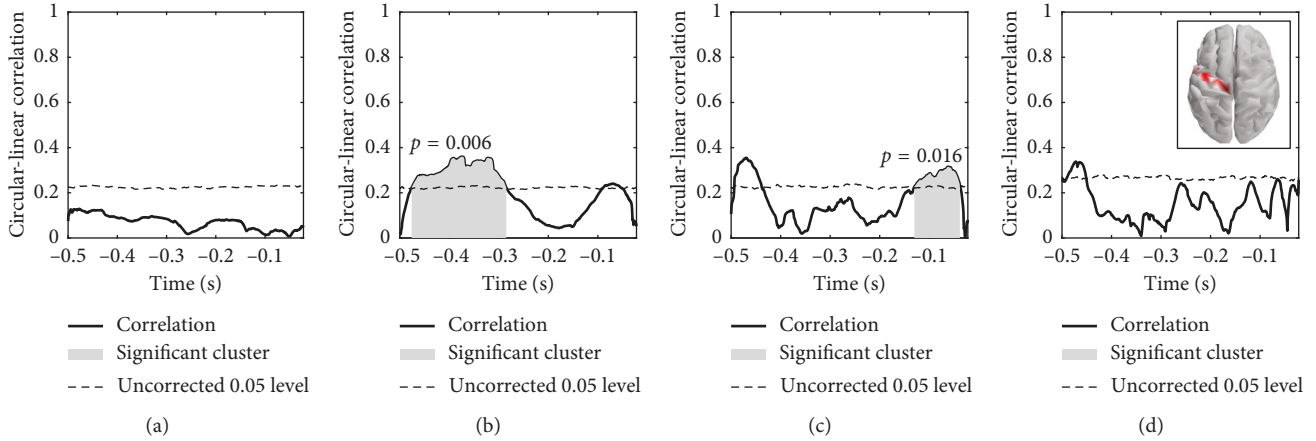 Circular-linear correlation
1
0.8
0.6
0.4
0.2
0
−0.5 −0.4 −0.3 −0.2 −0.1
Time (s)
Correlation
Significant cluster
Uncorrected 0.05 level
(a)
Circular-linear correlation
1
0.8
0.6
0.4
0.2
0
p = 0.006
−0.5 −0.4 −0.3 −0.2 −0.1
Time (s)
Correlation
Significant cluster
Uncorrected 0.05 level
(b)
Circular-linear correlation
1
0.8
0.6
0.4
0.2
0
p = 0.016
−0.5 −0.4 −0.3 −0.2 −0.1
Time (s)
Correlation
Significant cluster
Uncorrected 0.05 level
(c)
Circular-linear correlation
1
0.8
0.6
0.4
0.2
0
−0.5 −0.4 −0.3 −0.2 −0.1
Time (s)
Correlation
Significant cluster
Uncorrected 0.05 level
(d)